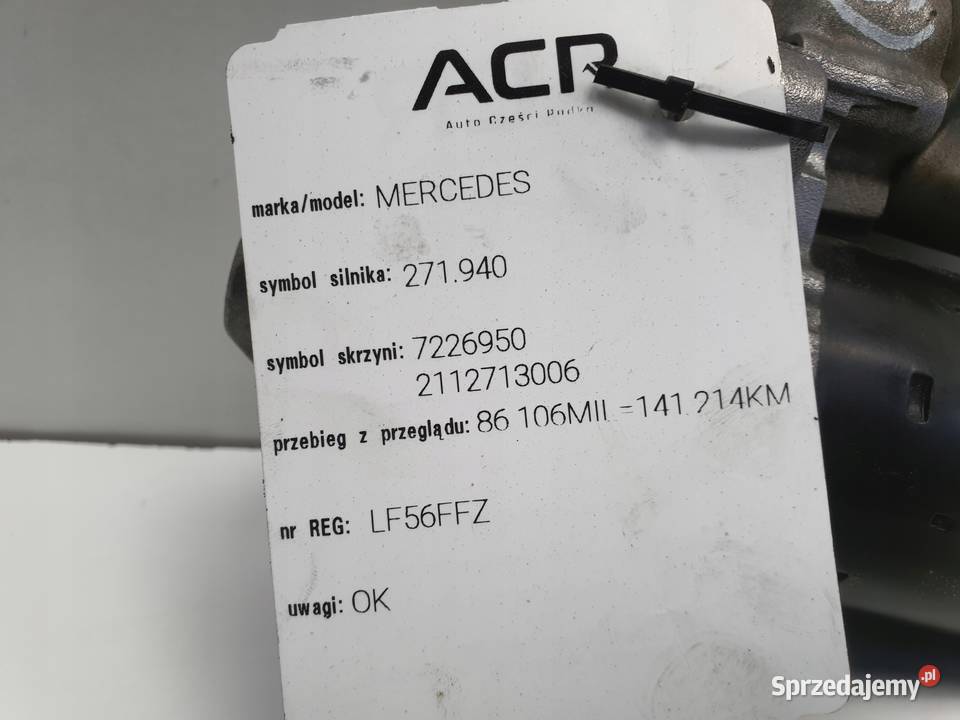 ACR
Auto Części Rudka
marka/model: MERCEDES
symbol silnika: 271.940
symbol skrzyni: 7226950
2112713006
przebieg z przeglądu: 86 106MIL =141.214KM
nr REG: LF56FFZ
uwagi: OK
Sprzedajemy.pl